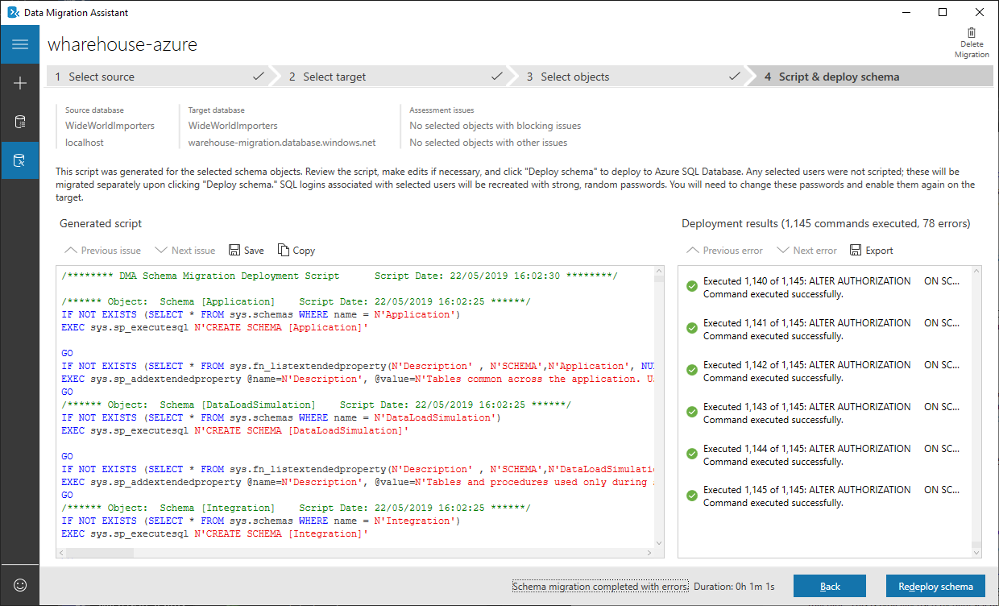 Data Migration Assistant
wharehouse-azure
Delete
Migration
1 Select source
2 Select target
3 Select objects
4 Script & deploy schema
Source database
WideWorldImporters
localhost
Target database
WideWorldImporters
warehouse-migration.database.windows.net
Assessment issues
No selected objects with blocking issues
No selected objects with other issues
This script was generated for the selected schema objects. Review the script, make edits if necessary, and click "Deploy schema" to deploy to Azure SQL Database. Any selected users were not scripted; these will be
migrated separately upon clicking "Deploy schema." SQL logins associated with selected users will be recreated with strong, random passwords. You will need to change these passwords and enable them again on the
target.
Generated script
Previous issue Next issue Save Copy
/******** DMA Schema Migration Deployment Script      Script Date: 22/05/2019 16:02:30 ********/
/****** Object:  Schema [Application]    Script Date: 22/05/2019 16:02:25 ******/
IF NOT EXISTS (SELECT * FROM sys.schemas WHERE name = N'Application')
EXEC sys.sp_executesql N'CREATE SCHEMA [Application]'
GO
IF NOT EXISTS (SELECT * FROM sys.fn_listextendedproperty(N'Description' , N'SCHEMA',N'Application', NU
EXEC sys.sp_addextendedproperty @name=N'Description', @value=N'Tables common across the application. U
GO
/****** Object:  Schema [DataLoadSimulation]    Script Date: 22/05/2019 16:02:25 ******/
IF NOT EXISTS (SELECT * FROM sys.schemas WHERE name = N'DataLoadSimulation')
EXEC sys.sp_executesql N'CREATE SCHEMA [DataLoadSimulation]'
GO
IF NOT EXISTS (SELECT * FROM sys.fn_listextendedproperty(N'Description' , N'SCHEMA',N'DataLoadSimulati
EXEC sys.sp_addextendedproperty @name=N'Description', @value=N'Tables and procedures used only during
GO
/****** Object:  Schema [Integration]    Script Date: 22/05/2019 16:02:25 ******/
IF NOT EXISTS (SELECT * FROM sys.schemas WHERE name = N'Integration')
EXEC sys.sp_executesql N'CREATE SCHEMA [Integration]'
Deployment results (1,145 commands executed, 78 errors)
Previous error Next error Export
Executed 1,140 of 1,145: ALTER AUTHORIZATION ON SC...
Command executed successfully.
Executed 1,141 of 1,145: ALTER AUTHORIZATION ON SC...
Command executed successfully.
Executed 1,142 of 1,145: ALTER AUTHORIZATION ON SC...
Command executed successfully.
Executed 1,143 of 1,145: ALTER AUTHORIZATION ON SC...
Command executed successfully.
Executed 1,144 of 1,145: ALTER AUTHORIZATION ON SC...
Command executed successfully.
Executed 1,145 of 1,145: ALTER AUTHORIZATION ON SC...
Command executed successfully.
Schema migration completed with errors. Duration: 0h 1m 1s
Back
Redeploy schema